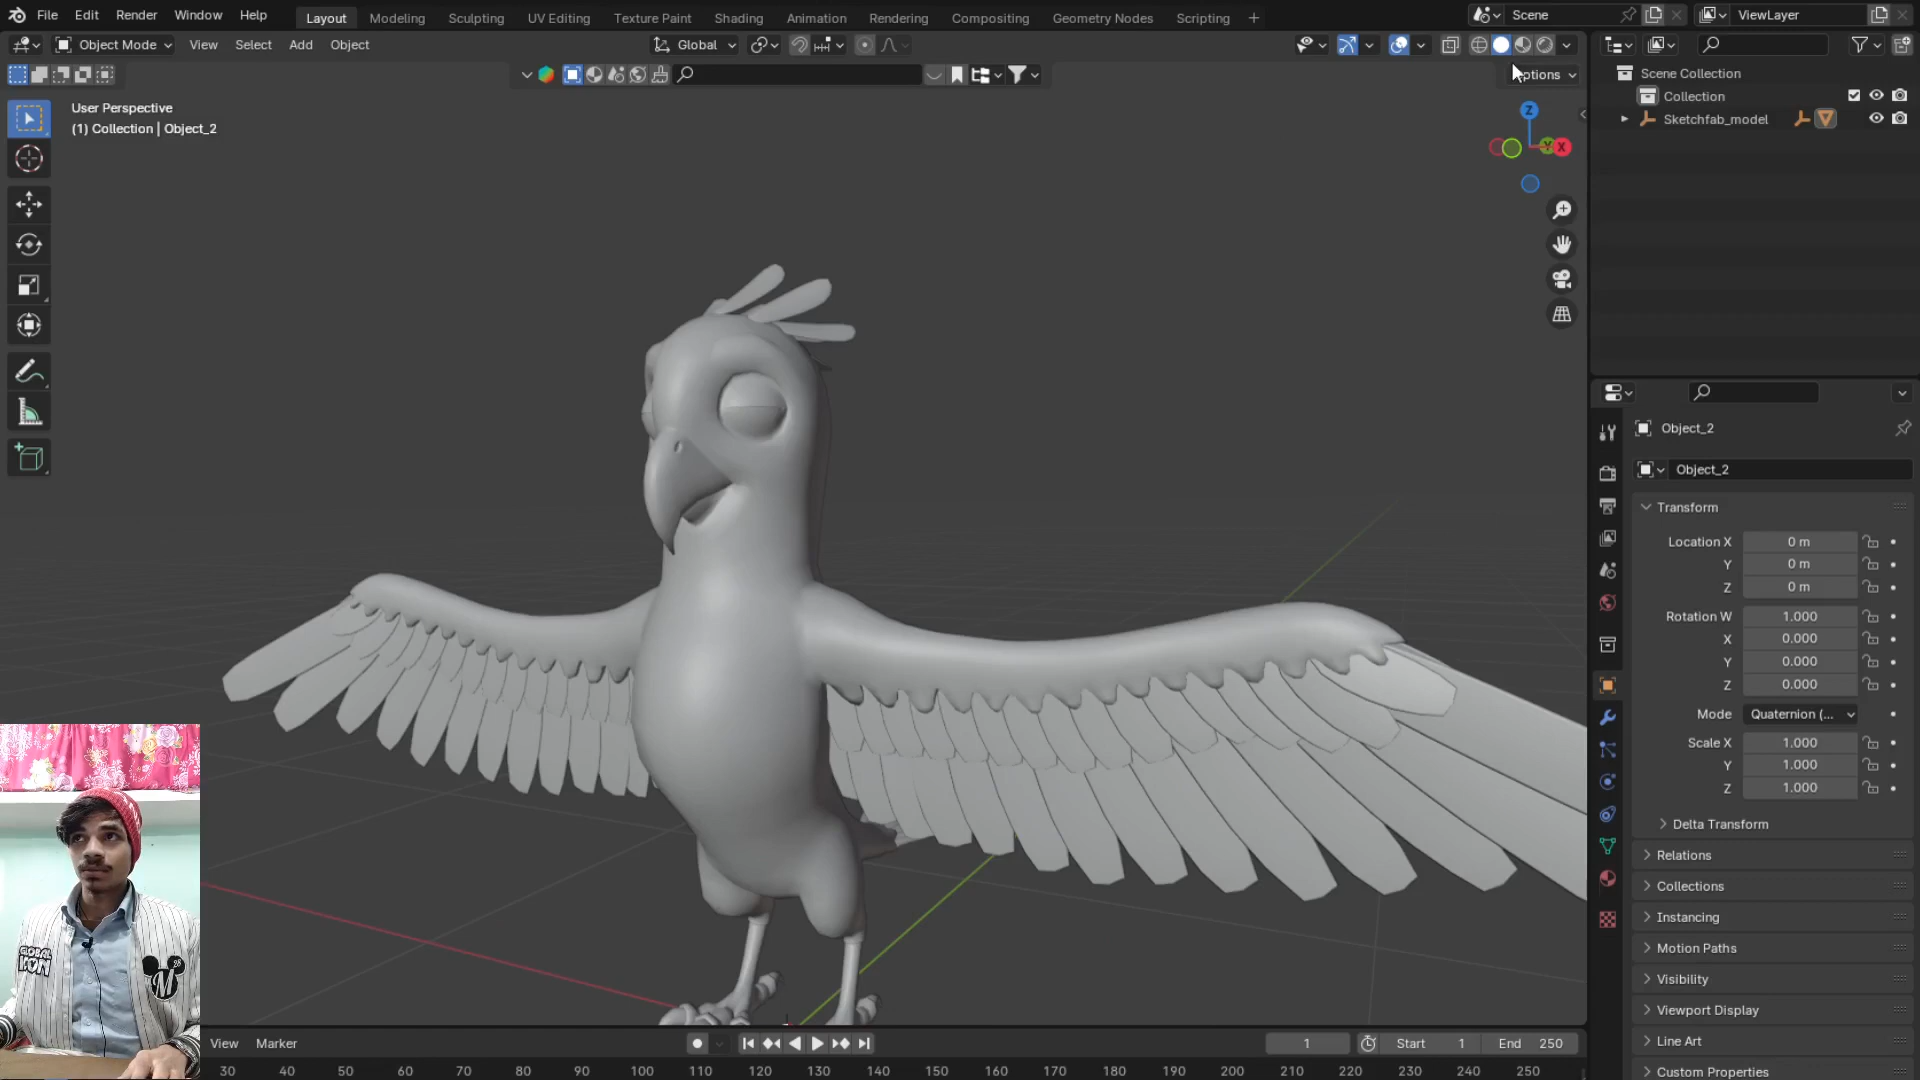 File Edit Render Window Help Layout Modeling Sculpting UV Editing Texture Paint Shading Animation Rendering Compositing Geometry Nodes Scripting + Scene ViewLayer
Object Mode View Select Add Object Global
Options
User Perspective
(1) Collection | Object_2
Z
Y
X
Scene Collection
Collection
Sketchfab_model
Object_2
Object_2
Transform
Location X 0 m
Y 0 m
Z 0 m
Rotation W 1.000
X 0.000
Y 0.000
Z 0.000
Mode Quaternion (...
Scale X 1.000
Y 1.000
Z 1.000
Delta Transform
Relations
Collections
Instancing
Motion Paths
Visibility
Viewport Display
Line Art
Custom Properties
GLOBAL
ICON
M
28
View Marker 1 Start 1 End 250
30 40 50 60 70 80 90 100 110 120 130 140 150 160 170 180 190 200 210 220 230 240 250